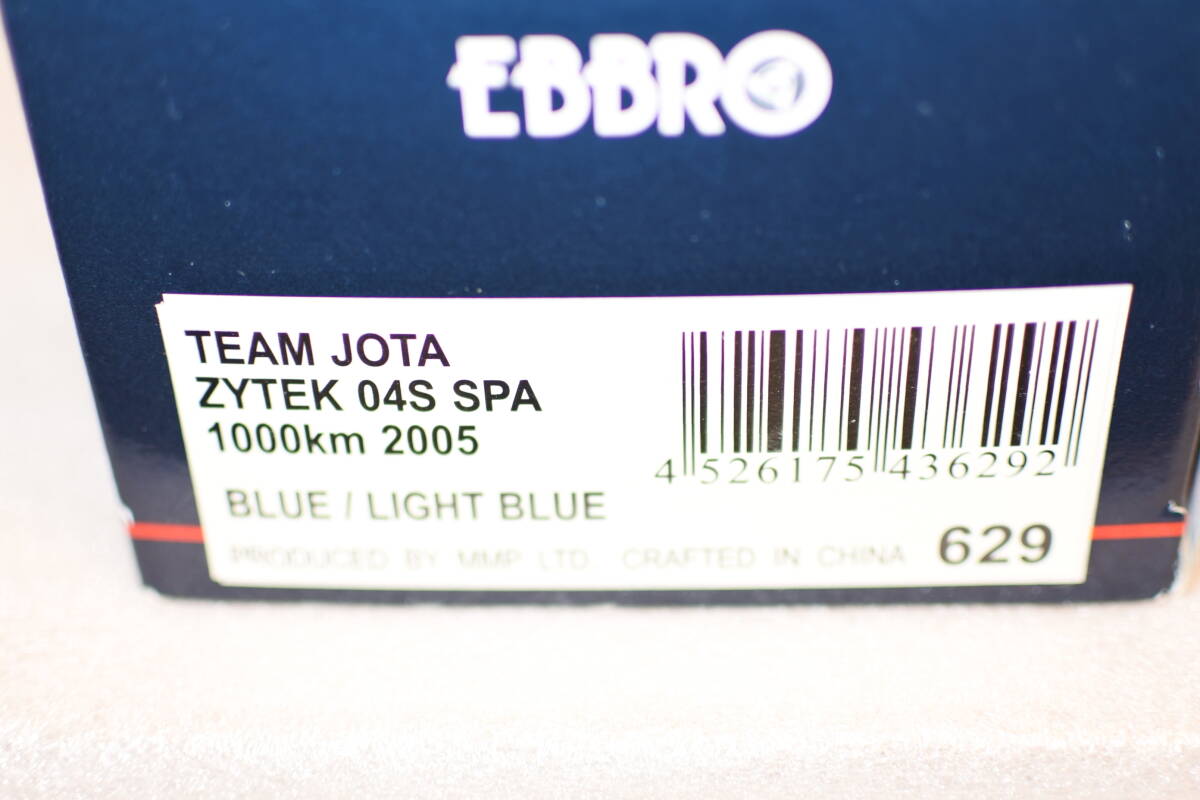 EBBRO
TEAM JOTA
ZYTEK 04S SPA
1000km 2005
BLUE / LIGHT BLUE
PRODUCED BY MMP LTD. CRAFTED IN CHINA
4 526175 436292
629